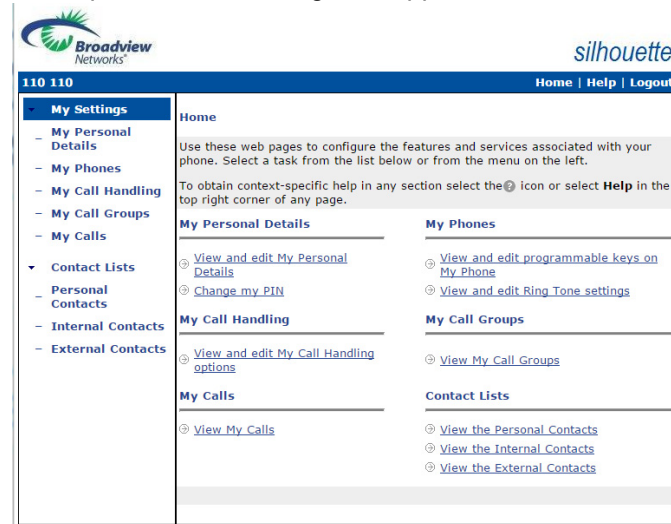 Broadview
Networks®
silhouette
110 110
Home | Help | Logout
My Settings
My Personal
Details
My Phones
My Call Handling
My Call Groups
My Calls
Contact Lists
Personal
Contacts
Internal Contacts
External Contacts
Home
Use these web pages to configure the features and services associated with your
phone. Select a task from the list below or from the menu on the left.
To obtain context-specific help in any section select the ? icon or select Help in the
top right corner of any page.
My Personal Details
View and edit My Personal
Details
Change my PIN
My Phones
View and edit programmable keys on
My Phone
View and edit Ring Tone settings
My Call Handling
View and edit My Call Handling
options
My Call Groups
View My Call Groups
My Calls
View My Calls
Contact Lists
View the Personal Contacts
View the Internal Contacts
View the External Contacts